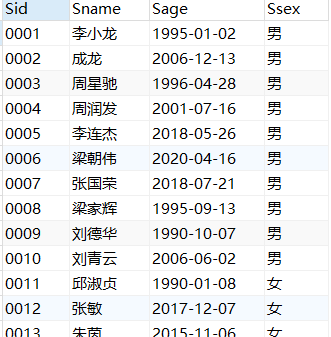 Sid Sname Sage Ssex
0001 李小龙 1995-01-02 男
0002 成龙 2006-12-13 男
0003 周星驰 1996-04-28 男
0004 周润发 2001-07-16 男
0005 李连杰 2018-05-26 男
0006 梁朝伟 2020-04-16 男
0007 张国荣 2018-07-21 男
0008 梁家辉 1995-09-13 男
0009 刘德华 1990-10-07 男
0010 刘青云 2006-06-02 男
0011 邱淑贞 1990-01-08 女
0012 张敏 2017-12-07 女
0013 朱茵 2015-11-06 女